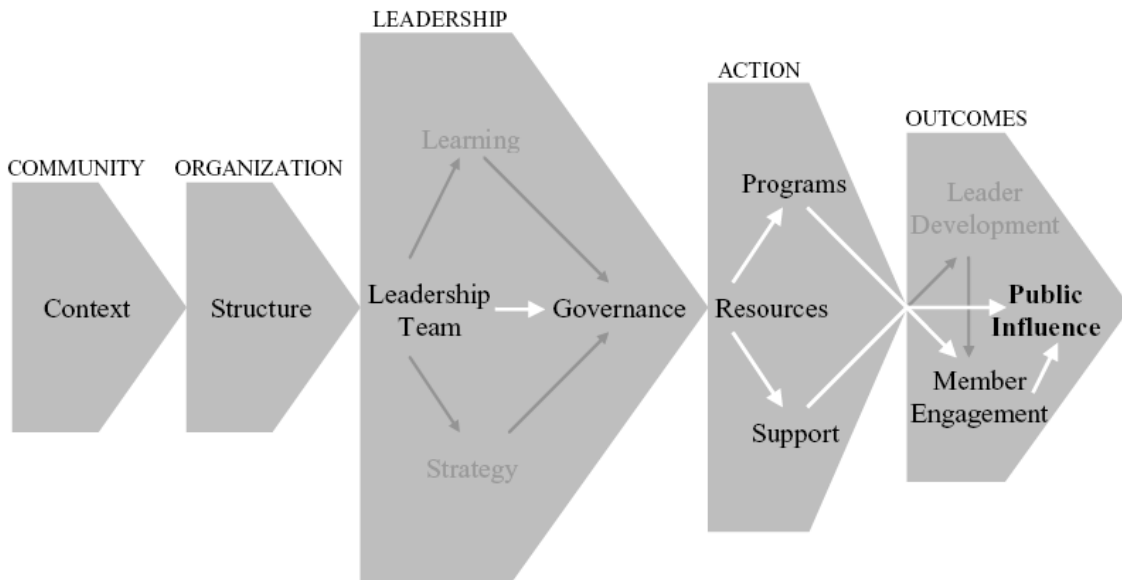 COMMUNITY
Context
ORGANIZATION
Structure
LEADERSHIP
Learning
Leadership
Team
Governance
Strategy
ACTION
Programs
Resources
Support
OUTCOMES
Leader
Development
Public
Influence
Member
Engagement